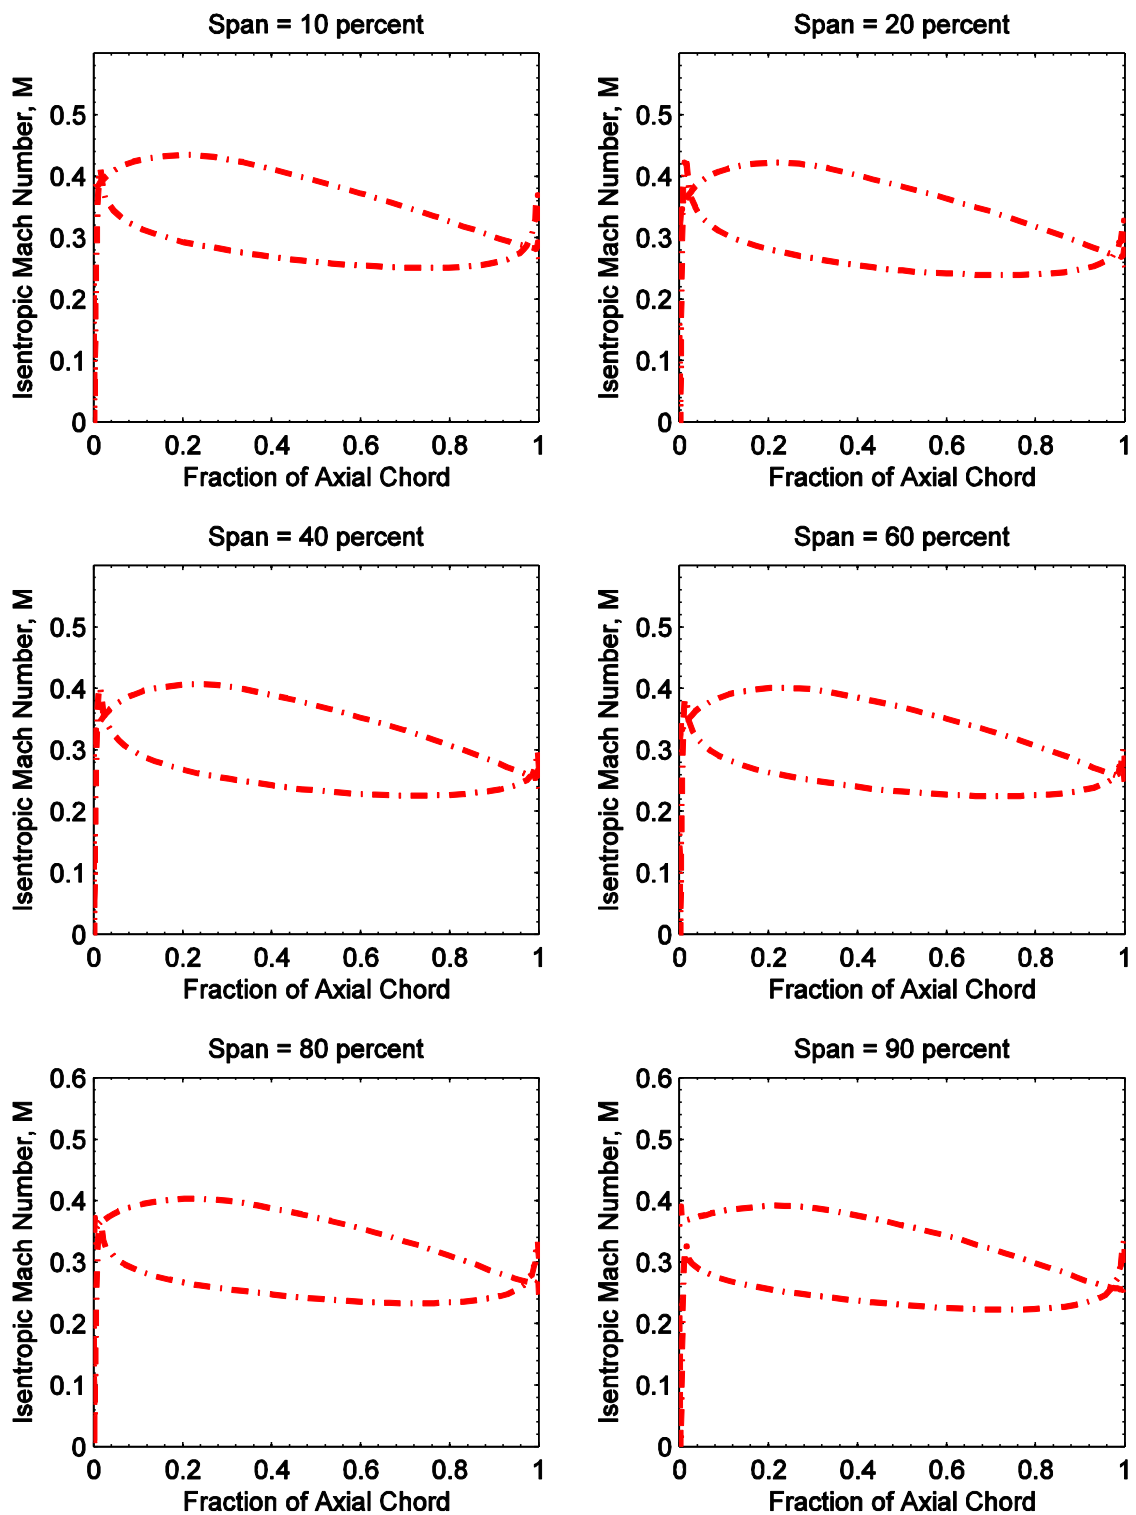 Span = 10 percent
Isentropic Mach Number, M
0.5
0.4
0.3
0.2
0.1
0
0 0.2 0.4 0.6 0.8 1
Fraction of Axial Chord
Span = 20 percent
Isentropic Mach Number, M
0.5
0.4
0.3
0.2
0.1
0
0 0.2 0.4 0.6 0.8 1
Fraction of Axial Chord
Span = 40 percent
Isentropic Mach Number, M
0.5
0.4
0.3
0.2
0.1
0
0 0.2 0.4 0.6 0.8 1
Fraction of Axial Chord
Span = 60 percent
Isentropic Mach Number, M
0.5
0.4
0.3
0.2
0.1
0
0 0.2 0.4 0.6 0.8 1
Fraction of Axial Chord
Span = 80 percent
Isentropic Mach Number, M
0.6
0.5
0.4
0.3
0.2
0.1
0
0 0.2 0.4 0.6 0.8 1
Fraction of Axial Chord
Span = 90 percent
Isentropic Mach Number, M
0.6
0.5
0.4
0.3
0.2
0.1
0
0 0.2 0.4 0.6 0.8 1
Fraction of Axial Chord